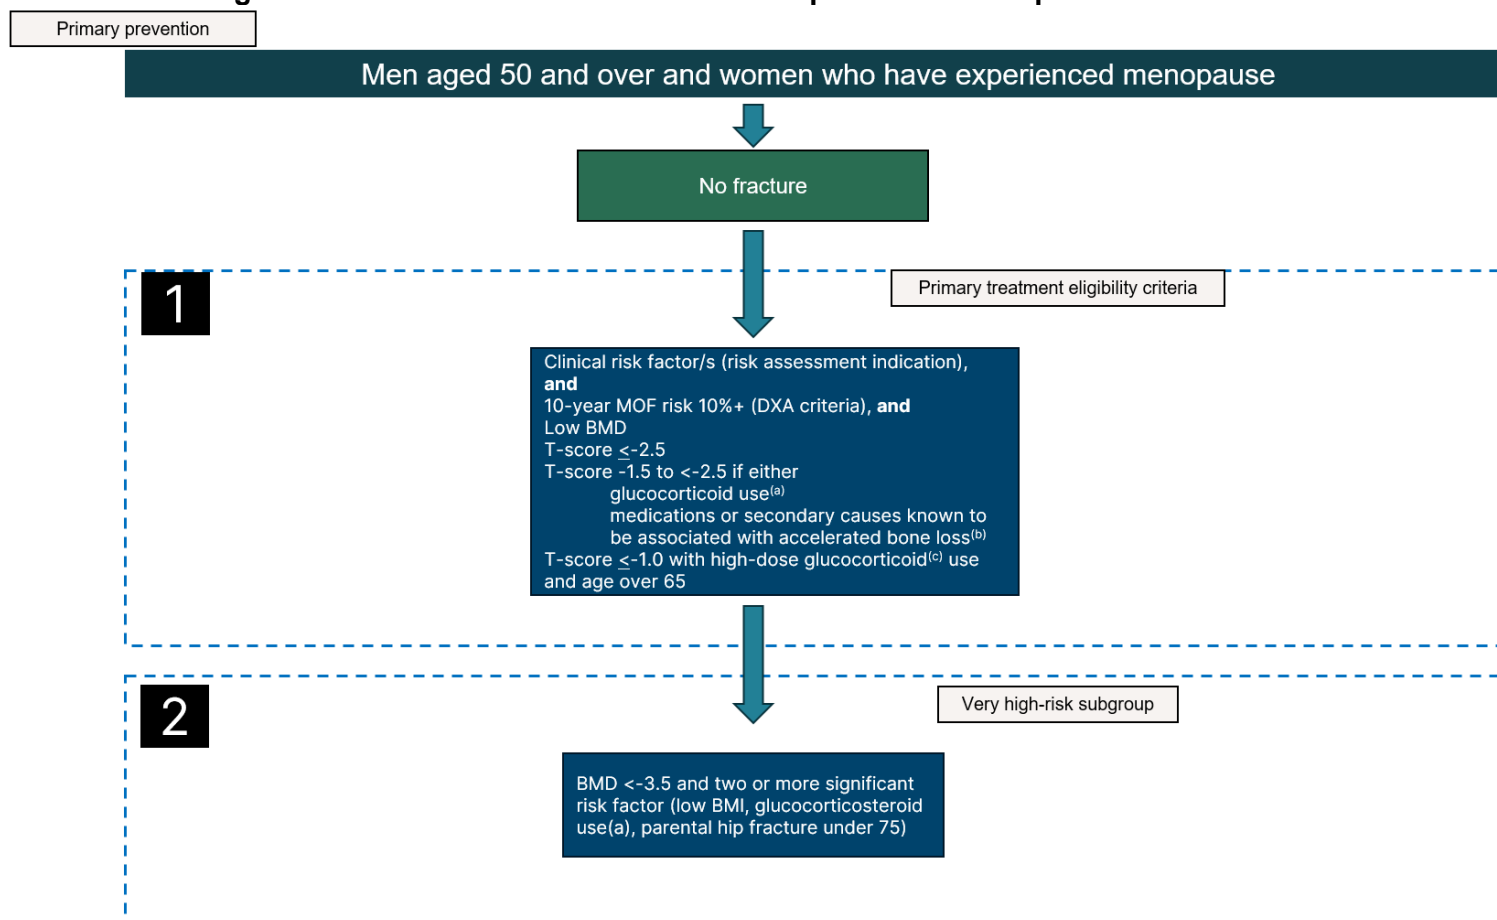 Primary prevention
Men aged 50 and over and women who have experienced menopause
No fracture
1
Primary treatment eligibility criteria
Clinical risk factor/s (risk assessment indication),
and
10-year MOF risk 10%+ (DXA criteria), and
Low BMD
T-score <-2.5
T-score -1.5 to <-2.5 if either
glucocorticoid use(a)
medications or secondary causes known to
be associated with accelerated bone loss(b)
T-score <-1.0 with high-dose glucocorticoid(c) use
and age over 65
2
Very high-risk subgroup
BMD <-3.5 and two or more significant
risk factor (low BMI, glucocorticosteroid
use(a), parental hip fracture under 75)